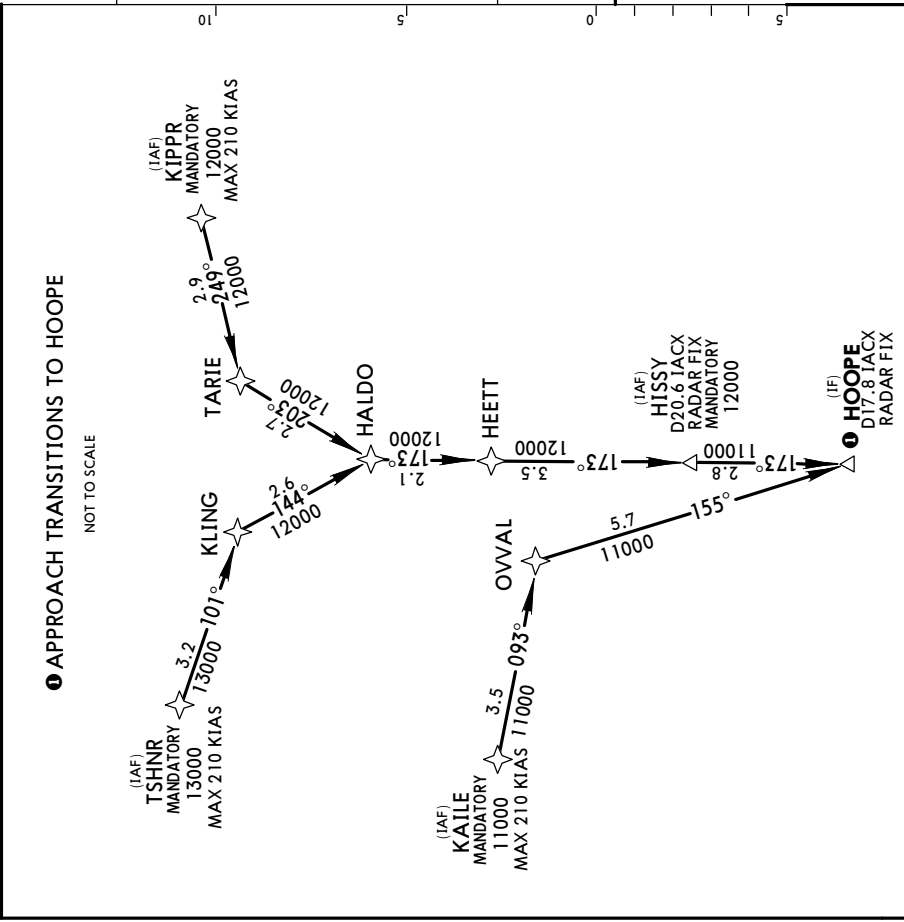 10
5
0
5
❶ APPROACH TRANSITIONS TO HOOPE
NOT TO SCALE
(IAF)
KIPPR
MANDATORY
12000
MAX 210 KIAS
2.9
249°
12000
TARIE
2.7
203°
12000
(IAF)
TSHNR
MANDATORY
13000
MAX 210 KIAS
3.2
101°
13000
KLING
2.6
144°
12000
HALDO
12000
173°
2.1
HEETT
12000
173°
3.5
(IAF)
HISSY
D20.6 IACX
RADAR FIX
MANDATORY
12000
11000
173°
2.8
(IAF)
KAILE
MANDATORY
11000
MAX 210 KIAS
3.5
093°
11000
OVVAL
5.7
155°
11000
(IF)
❶ HOOPE
D17.8 IACX
RADAR FIX